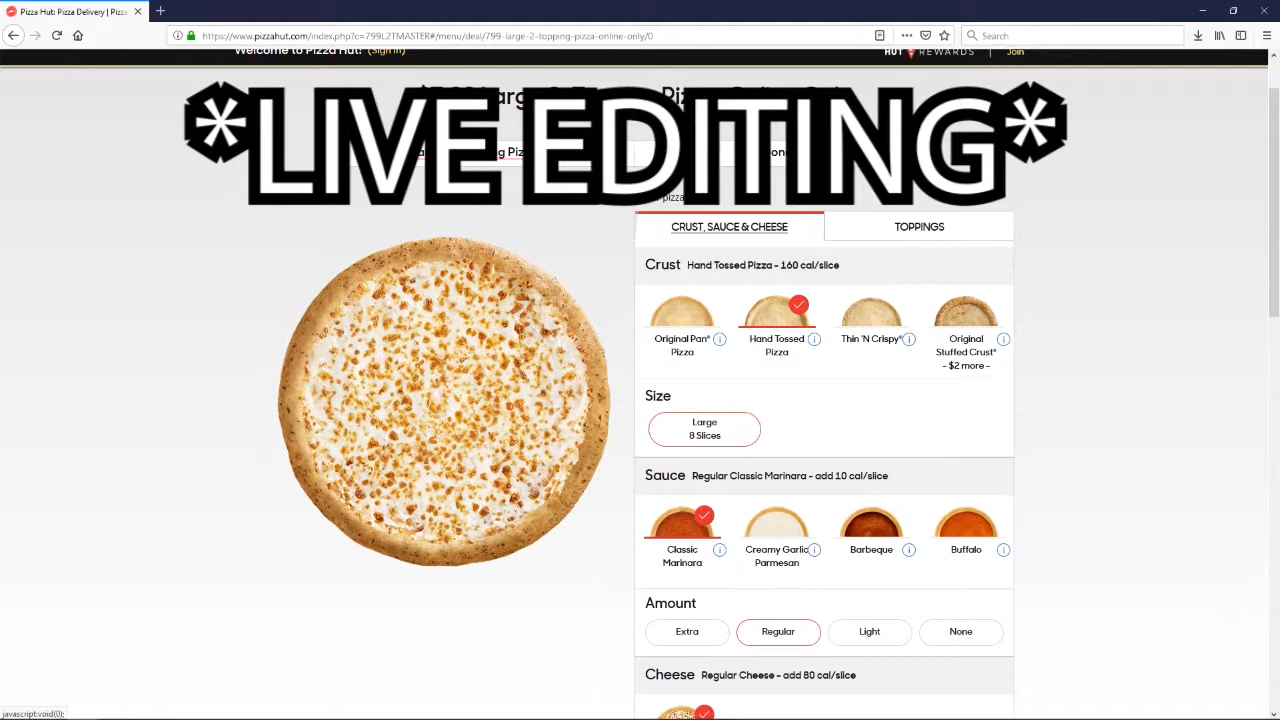 Pizza Hut: Pizza Delivery | Pizz
https://www.pizzahut.com/index.php?c=799L2TMASTER#/menu/deal/799-large-2-topping-pizza-online-only/0
Search
Welcome to Pizza Hut! (Sign In)
HUT REWARDS | Join
*LIVE EDITING*
pizza
CRUST, SAUCE & CHEESE
TOPPINGS
Crust Hand Tossed Pizza - 160 cal/slice
Original Pan® Pizza
Hand Tossed Pizza
Thin 'N Crispy®
Original Stuffed Crust® - $2 more -
Size
Large
8 Slices
Sauce Regular Classic Marinara - add 10 cal/slice
Classic Marinara
Creamy Garlic Parmesan
Barbeque
Buffalo
Amount
Extra
Regular
Light
None
Cheese Regular Cheese - add 80 cal/slice
javascript:void(0);